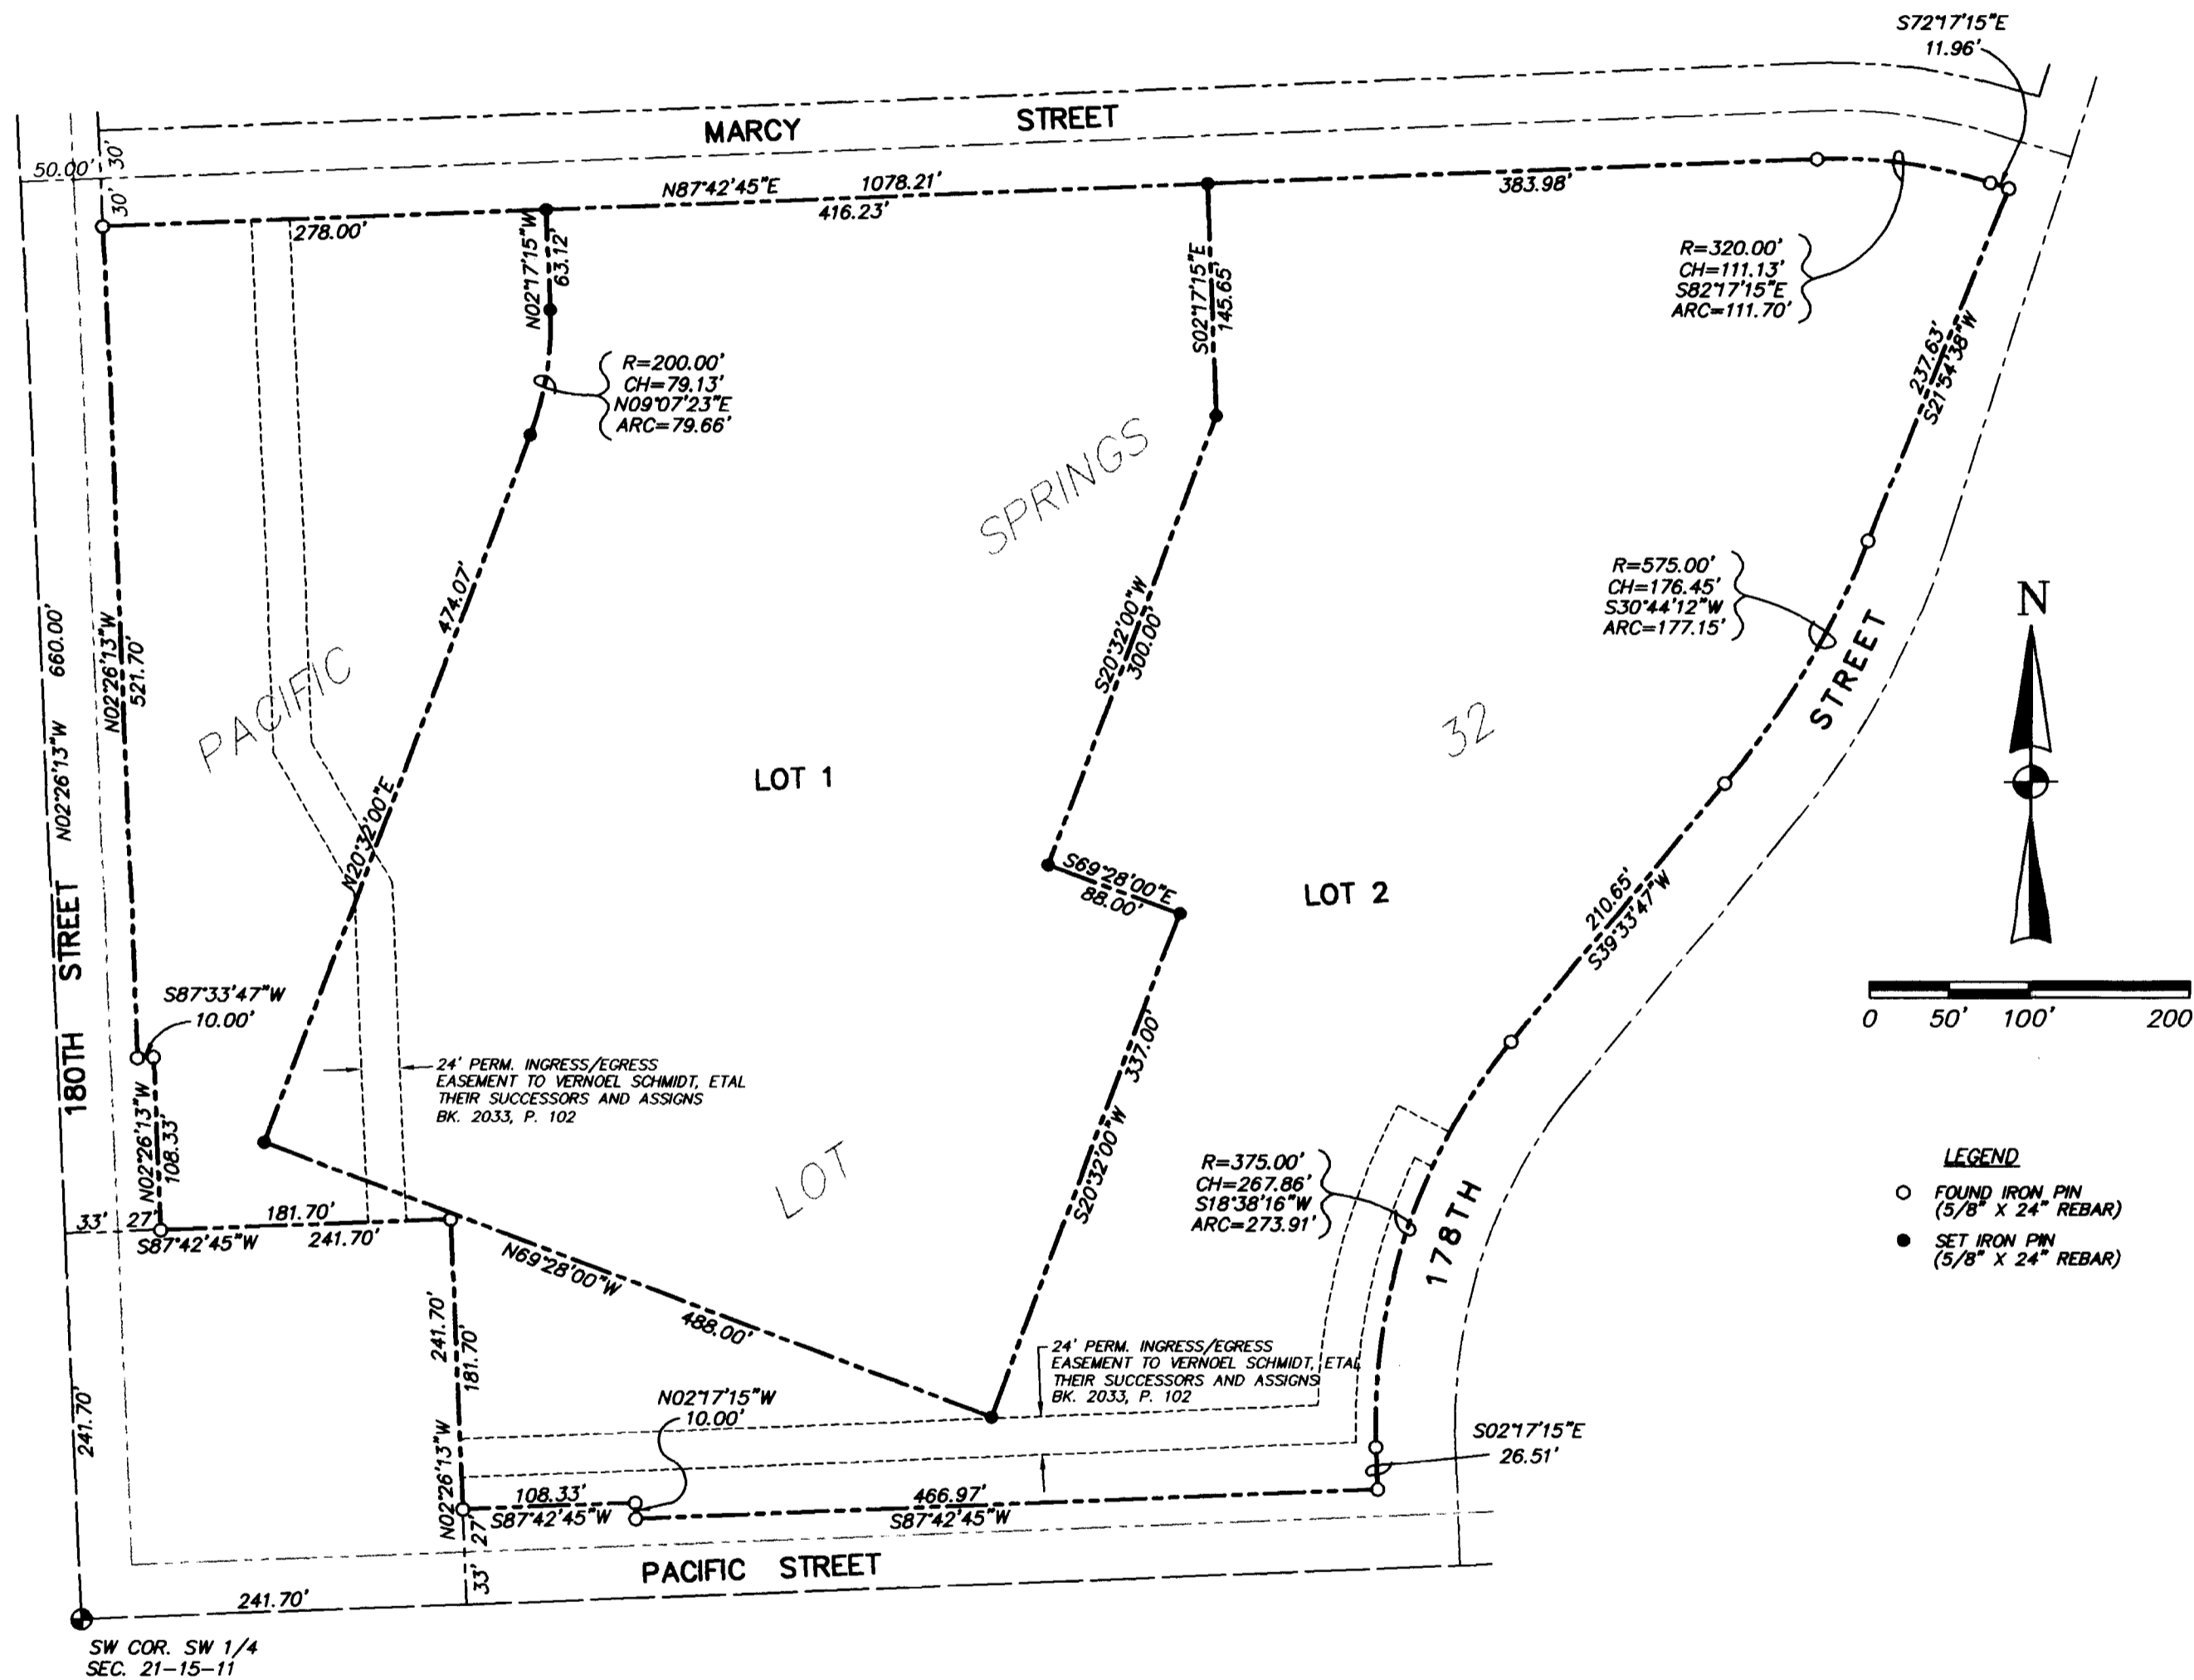 S72°17'15"E
11.96'
MARCY STREET
50.00'
30'
30'
N87°42'45"E 1078.21'
278.00'
416.23'
383.98'
N02°17'15"W
63.12'
R=200.00'
CH=79.13'
N09°07'23"E
ARC=79.66'
S02°17'15"E
145.65'
R=320.00'
CH=111.13'
S82°17'15"E
ARC=111.70'
237.63'
S21°54'38"W
SPRINGS
474.07'
N20°32'00"E
S20°32'00"W
300.00'
R=575.00'
CH=176.45'
S30°44'12"W
ARC=177.15'
N
180TH STREET N02°26'13"W 660.00'
N02°26'13"W
521.70'
PACIFIC
LOT 1
32
178TH STREET
S69°28'00"E
88.00'
LOT 2
210.65'
S39°33'47"W
0 50' 100' 200
S87°33'47"W
10.00'
N02°26'13"W
108.33'
24' PERM. INGRESS/EGRESS
EASEMENT TO VERNOEL SCHMIDT, ETAL
THEIR SUCCESSORS AND ASSIGNS
BK. 2033, P. 102
337.00'
S20°32'00"W
LOT
R=375.00'
CH=267.86'
S18°38'16"W
ARC=273.91'
LEGEND
FOUND IRON PIN
(5/8" X 24" REBAR)
SET IRON PIN
(5/8" X 24" REBAR)
33' 27'
181.70'
S87°42'45"W 241.70'
N69°28'00"W
488.00'
241.70'
181.70'
N02°26'13"W
24' PERM. INGRESS/EGRESS
EASEMENT TO VERNOEL SCHMIDT, ETAL
THEIR SUCCESSORS AND ASSIGNS
BK. 2033, P. 102
N02°17'15"W
10.00'
S02°17'15"E
26.51'
241.70'
108.33'
S87°42'45"W
466.97'
S87°42'45"W
27'
33'
PACIFIC STREET
241.70'
SW COR. SW 1/4
SEC. 21-15-11